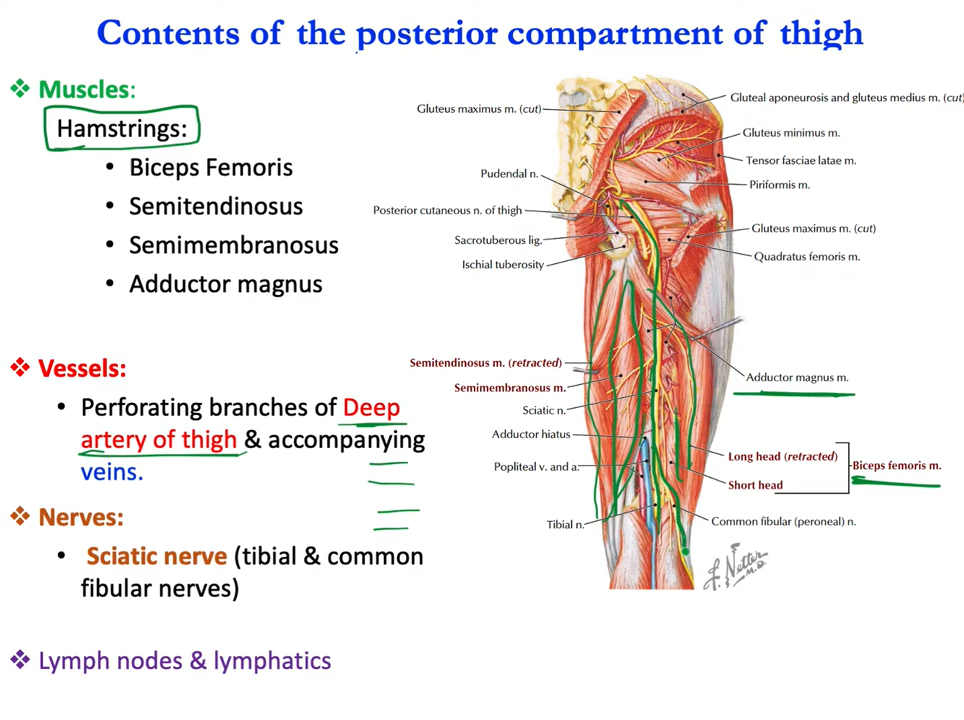 Contents of the posterior compartment of thigh
❖ Muscles:
Hamstrings:
• Biceps Femoris
• Semitendinosus
• Semimembranosus
• Adductor magnus
❖ Vessels:
• Perforating branches of Deep
artery of thigh & accompanying
veins.
❖ Nerves:
• Sciatic nerve (tibial & common
fibular nerves)
❖ Lymph nodes & lymphatics
Gluteus maximus m. (cut)
Pudendal n.
Posterior cutaneous n. of thigh
Sacrotuberous lig.
Ischial tuberosity
Semitendinosus m. (retracted)
Semimembranosus m.
Sciatic n.
Adductor hiatus
Popliteal v. and a.
Tibial n.
Gluteal aponeurosis and gluteus medius m. (cut)
Gluteus minimus m.
Tensor fasciae latae m.
Piriformis m.
Gluteus maximus m. (cut)
Quadratus femoris m.
Adductor magnus m.
Long head (retracted)
Biceps femoris m.
Short head
Common fibular (peroneal) n.
F. Netter
M.D.